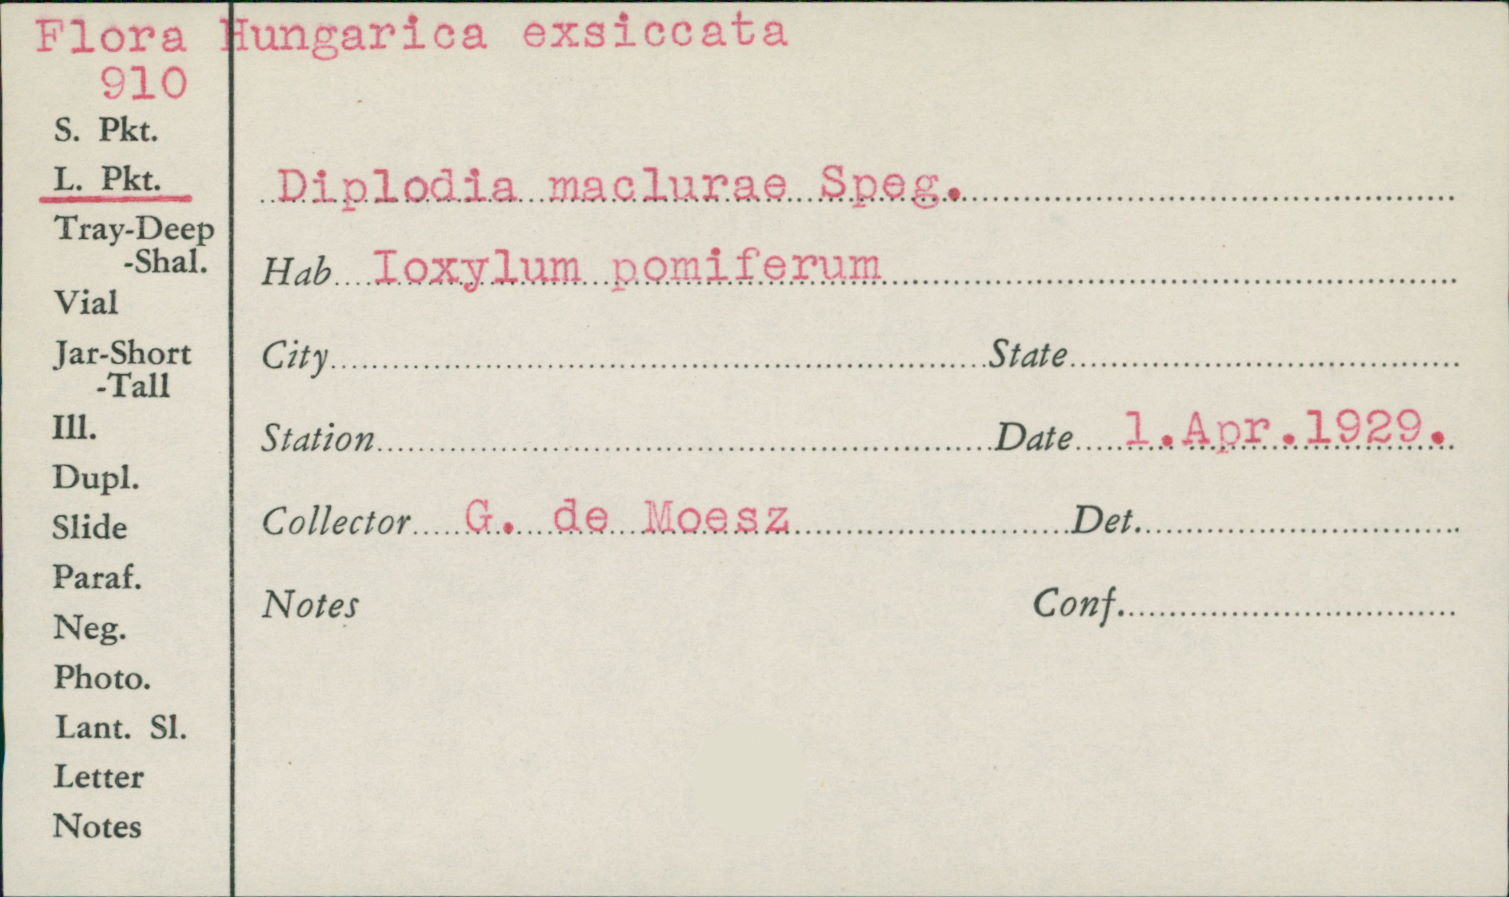 Flora Hungarica exsiccata
910
S. Pkt.
L. Pkt.
Tray-Deep
-Shal.
Vial
Jar-Short
-Tall
Ill.
Dupl.
Slide
Paraf.
Neg.
Photo.
Lant. Sl.
Letter
Notes
Diplodia maclurae Speg.
Hab Ioxylum pomiferum
City State
Station Date 1.Apr.1929.
Collector G. de Moesz Det.
Notes Conf.